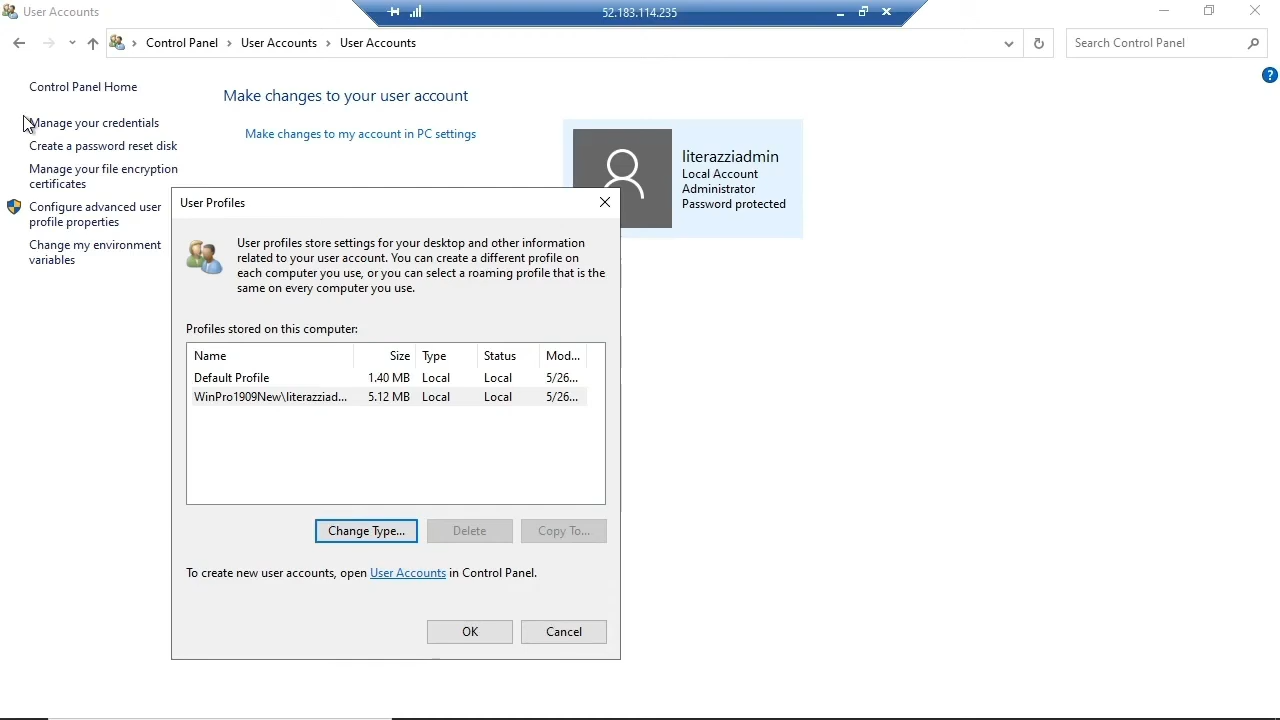 User Accounts
52.183.114.235
Control Panel
User Accounts
User Accounts
Search Control Panel
?
Control Panel Home
Manage your credentials
Create a password reset disk
Manage your file encryption
certificates
Configure advanced user
profile properties
Change my environment
variables
Make changes to your user account
Make changes to my account in PC settings
literazziadmin
Local Account
Administrator
Password protected
User Profiles
User profiles store settings for your desktop and other information
related to your user account. You can create a different profile on
each computer you use, or you can select a roaming profile that is the
same on every computer you use.
Profiles stored on this computer:
Name Size Type Status Mod...
Default Profile 1.40 MB Local Local 5/26...
WinPro1909New\literazziad... 5.12 MB Local Local 5/26...
Change Type... Delete Copy To...
To create new user accounts, open User Accounts in Control Panel.
OK Cancel